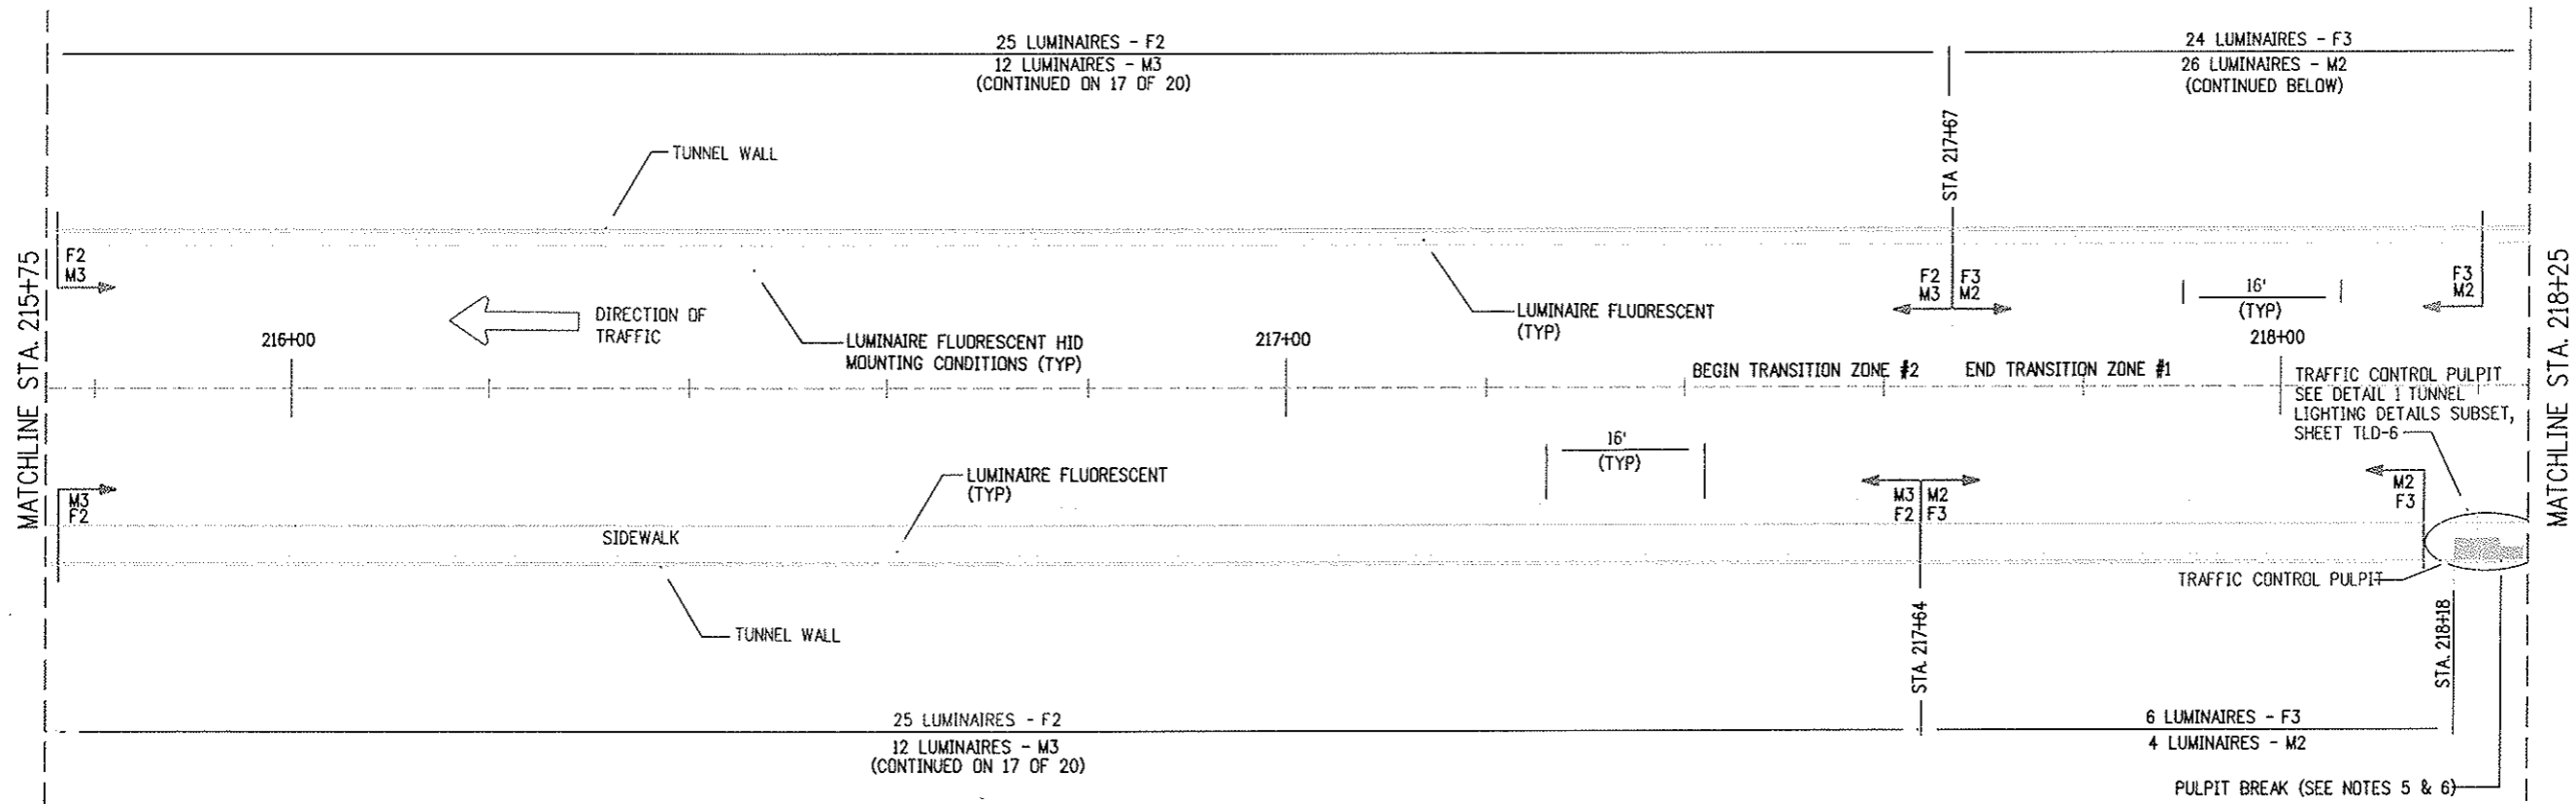 25 LUMINAIRES - F2
12 LUMINAIRES - M3
(CONTINUED ON 17 OF 20)
24 LUMINAIRES - F3
26 LUMINAIRES - M2
(CONTINUED BELOW)
STA 217+67
TUNNEL WALL
MATCHLINE STA. 215+75
F2
M3
DIRECTION OF
TRAFFIC
216+00
LUMINAIRE FLUORESCENT HID
MOUNTING CONDITIONS (TYP)
217+00
LUMINAIRE FLUORESCENT
(TYP)
F2 F3
M3 M2
16'
(TYP)
F3
M2
218+00
MATCHLINE STA. 218+25
BEGIN TRANSITION ZONE #2
END TRANSITION ZONE #1
TRAFFIC CONTROL PULPIT
SEE DETAIL 1 TUNNEL
LIGHTING DETAILS SUBSET,
SHEET TLD-6
16'
(TYP)
LUMINAIRE FLUORESCENT
(TYP)
M3
F2
M3 M2
F2 F3
M2
F3
SIDEWALK
TRAFFIC CONTROL PULPIT
TUNNEL WALL
STA. 217+64
STA. 218+18
25 LUMINAIRES - F2
12 LUMINAIRES - M3
(CONTINUED ON 17 OF 20)
6 LUMINAIRES - F3
4 LUMINAIRES - M2
PULPIT BREAK (SEE NOTES 5 & 6)